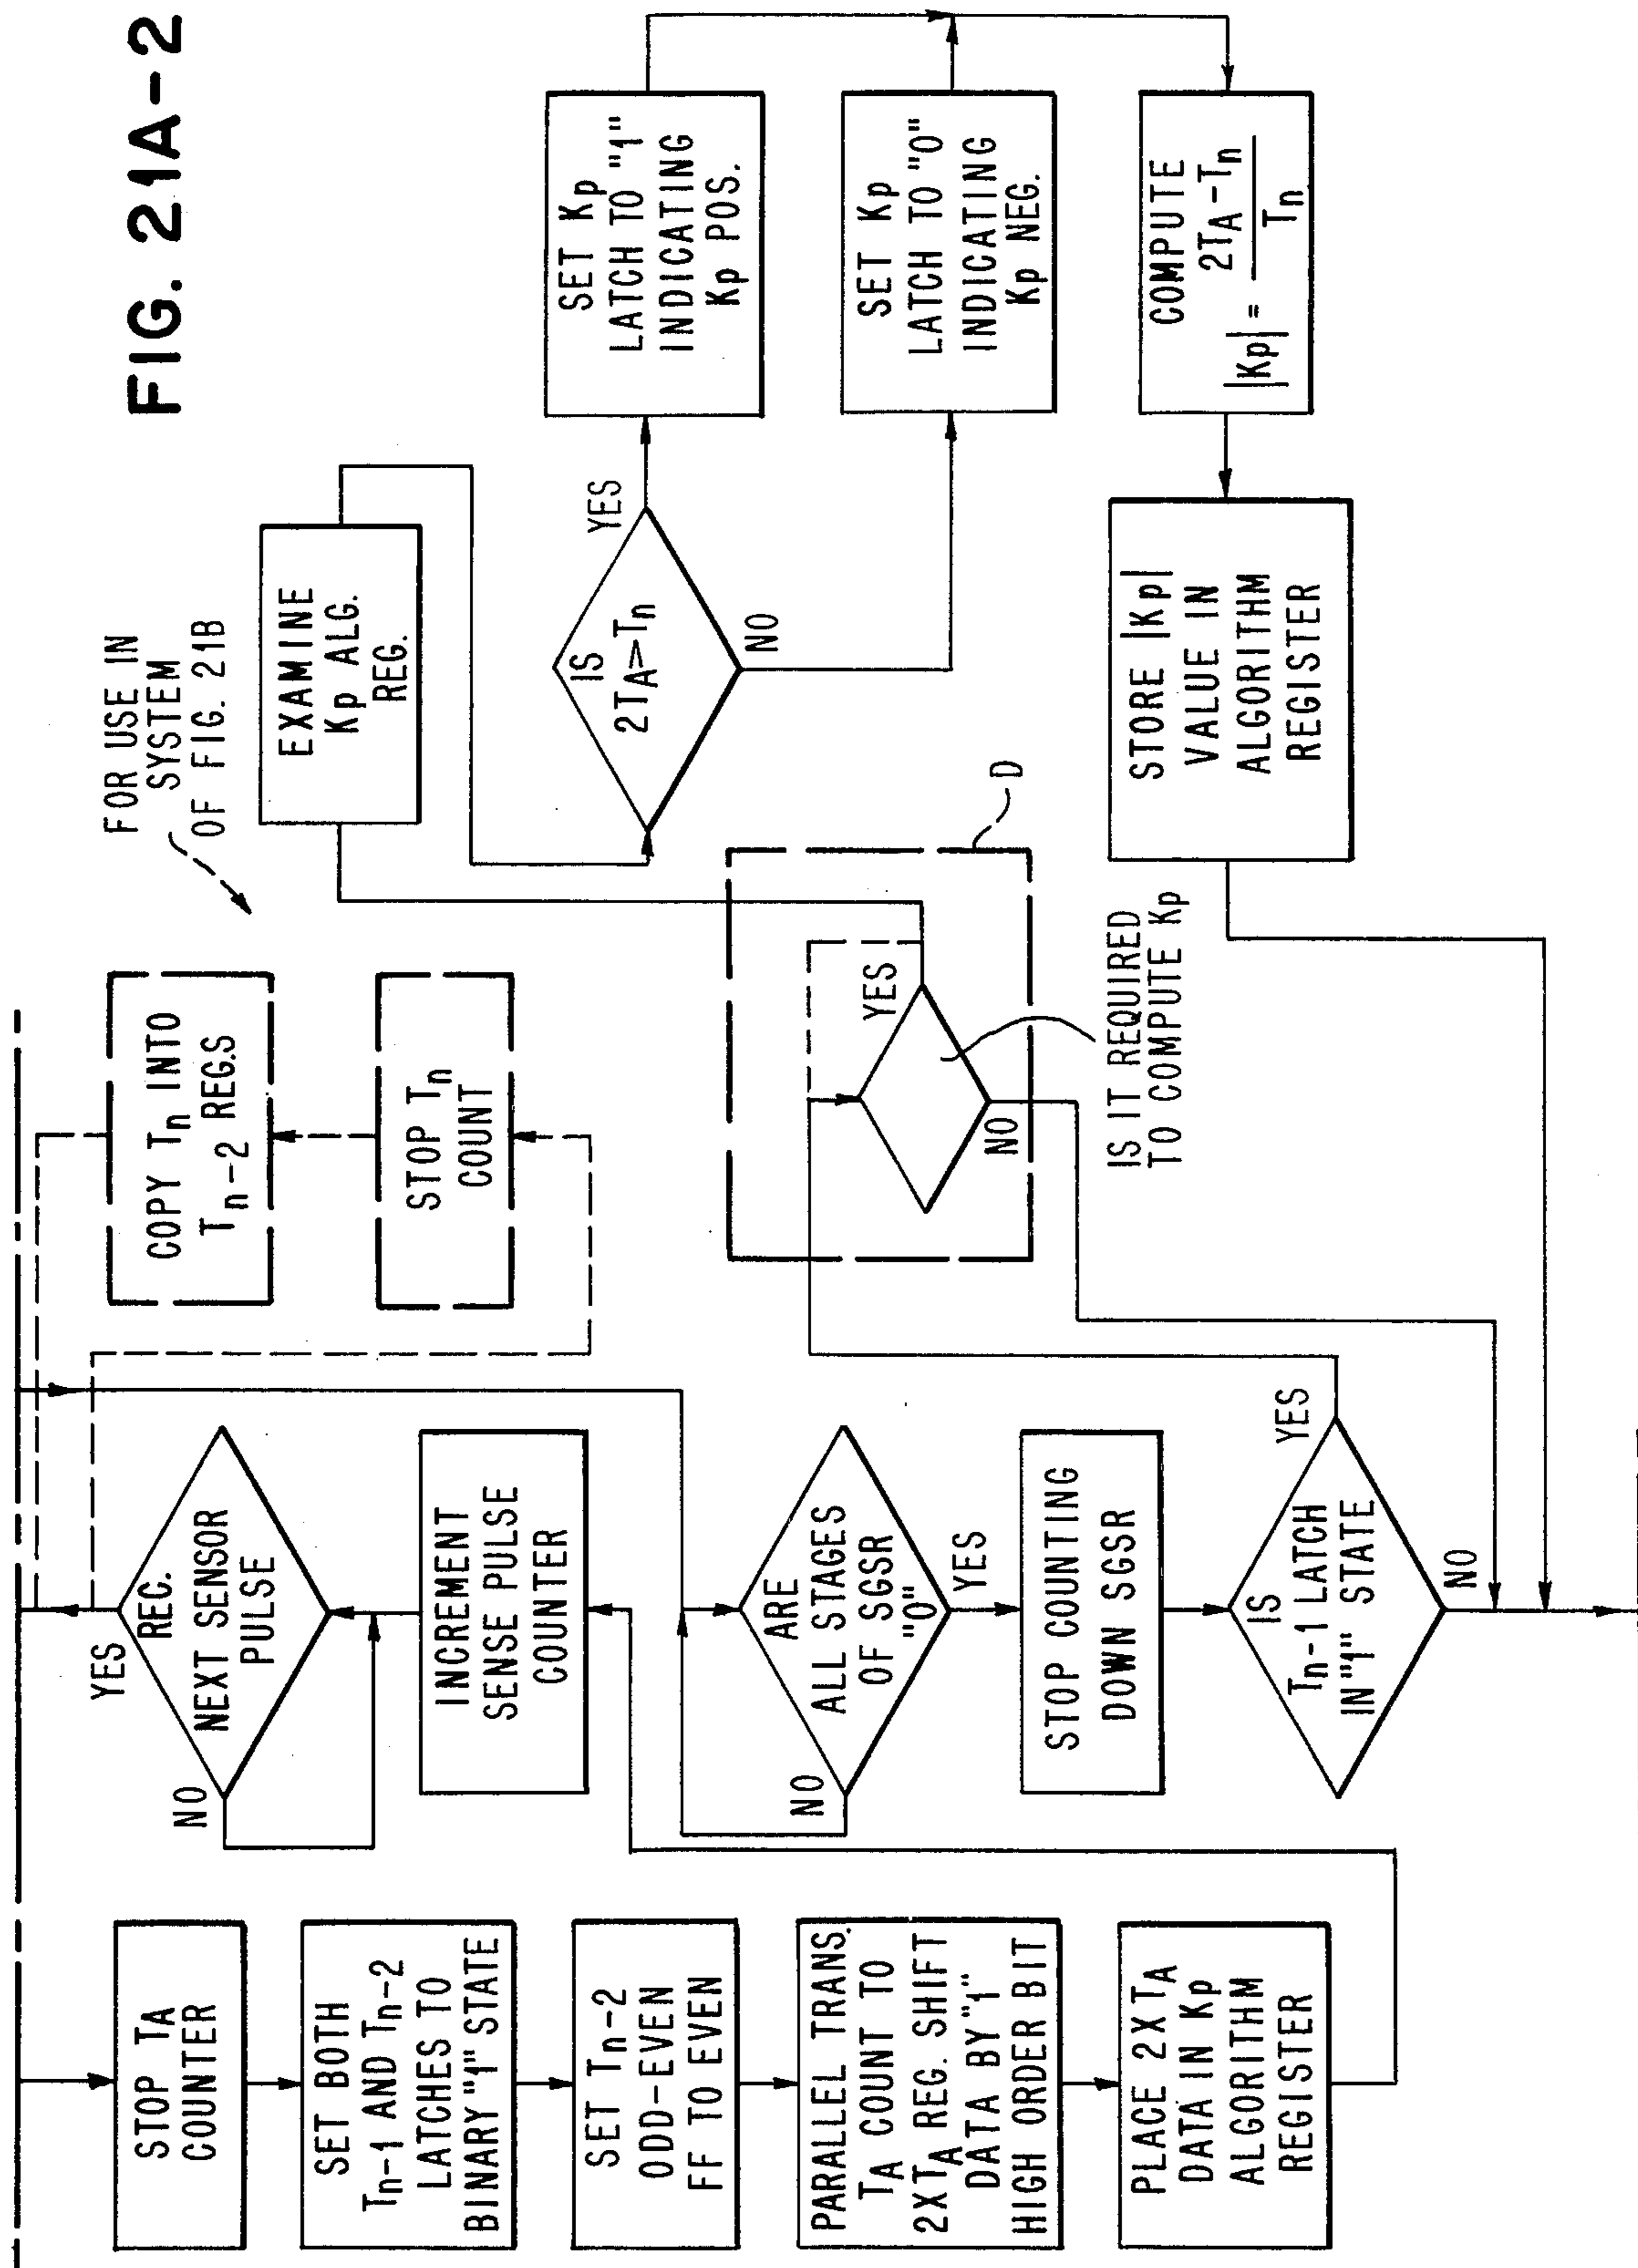 FIG. 21A-2
STOP TA
COUNTER
SET BOTH
Tn-1 AND Tn-2
LATCHES TO
BINARY "1" STATE
SET Tn-2
ODD-EVEN
FF TO EVEN
PARALLEL TRANS.
TA COUNT TO
2XTA REG. SHIFT
DATA BY "1"
HIGH ORDER BIT
PLACE 2XTA
DATA IN Kp
ALGORITHM
REGISTER
YES
REC.
NEXT SENSOR
PULSE
NO
INCREMENT
SENSE PULSE
COUNTER
ARE
ALL STAGES
OF SGSR
"0"
NO
YES
STOP COUNTING
DOWN SGSR
IS
Tn-1 LATCH
IN "1" STATE
YES
NO
COPY Tn INTO
Tn-2 REG.S
STOP Tn
COUNT
FOR USE IN
SYSTEM
OF FIG. 21B
YES
NO
D
IS IT REQUIRED
TO COMPUTE Kp
EXAMINE
Kp ALG.
REG.
IS
2TA>Tn
YES
NO
SET Kp
LATCH TO "1"
INDICATING
Kp POS.
SET Kp
LATCH TO "0"
INDICATING
Kp NEG.
COMPUTE
|Kp| = 2TA-Tn
Tn
STORE |Kp|
VALUE IN
ALGORITHM
REGISTER